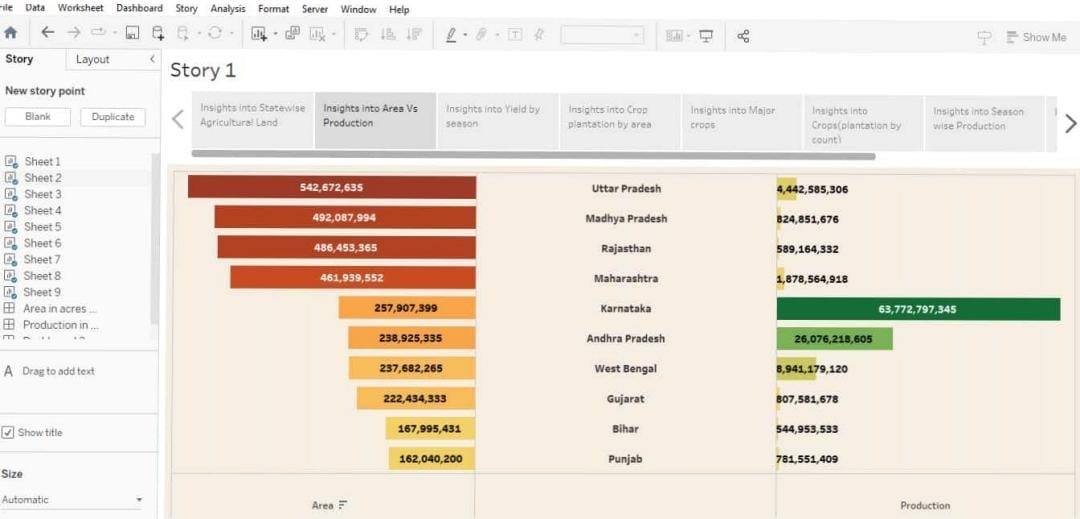 File Data Worksheet Dashboard Story Analysis Format Server Window Help
Show Me
Story Layout
New story point
Blank Duplicate
Sheet 1
Sheet 2
Sheet 3
Sheet 4
Sheet 5
Sheet 6
Sheet 7
Sheet 8
Sheet 9
Area in acres ...
Production in ...
A Drag to add text
Show title
Size
Automatic
Story 1
Insights into Statewise
Agricultural Land
Insights into Area Vs
Production
Insights into Yield by
season
Insights into Crop
plantation by area
Insights into Major
crops
Insights into
Crops(plantation by
count)
Insights into Season
wise Production
542,672,635 Uttar Pradesh 4,442,585,306
492,087,994 Madhya Pradesh 824,851,676
486,453,365 Rajasthan 589,164,332
461,939,552 Maharashtra 1,878,564,918
257,907,399 Karnataka 63,772,797,345
238,925,335 Andhra Pradesh 26,076,218,605
237,682,265 West Bengal 8,941,179,120
222,434,333 Gujarat 807,581,678
167,995,431 Bihar 544,953,533
162,040,200 Punjab 781,551,409
Area Production